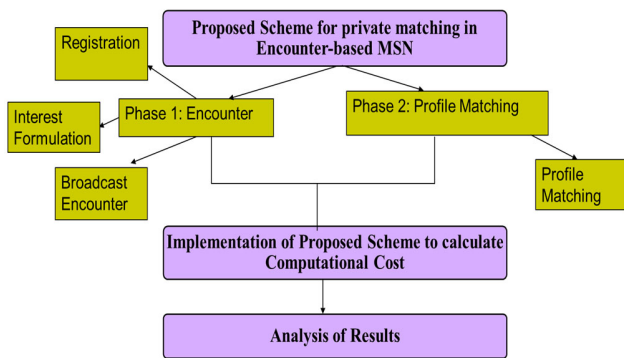 Registration
Proposed Scheme for private matching in
Encounter-based MSN
Interest
Formulation
Phase 1: Encounter
Phase 2: Profile Matching
Broadcast
Encounter
Profile
Matching
Implementation of Proposed Scheme to calculate
Computational Cost
Analysis of Results